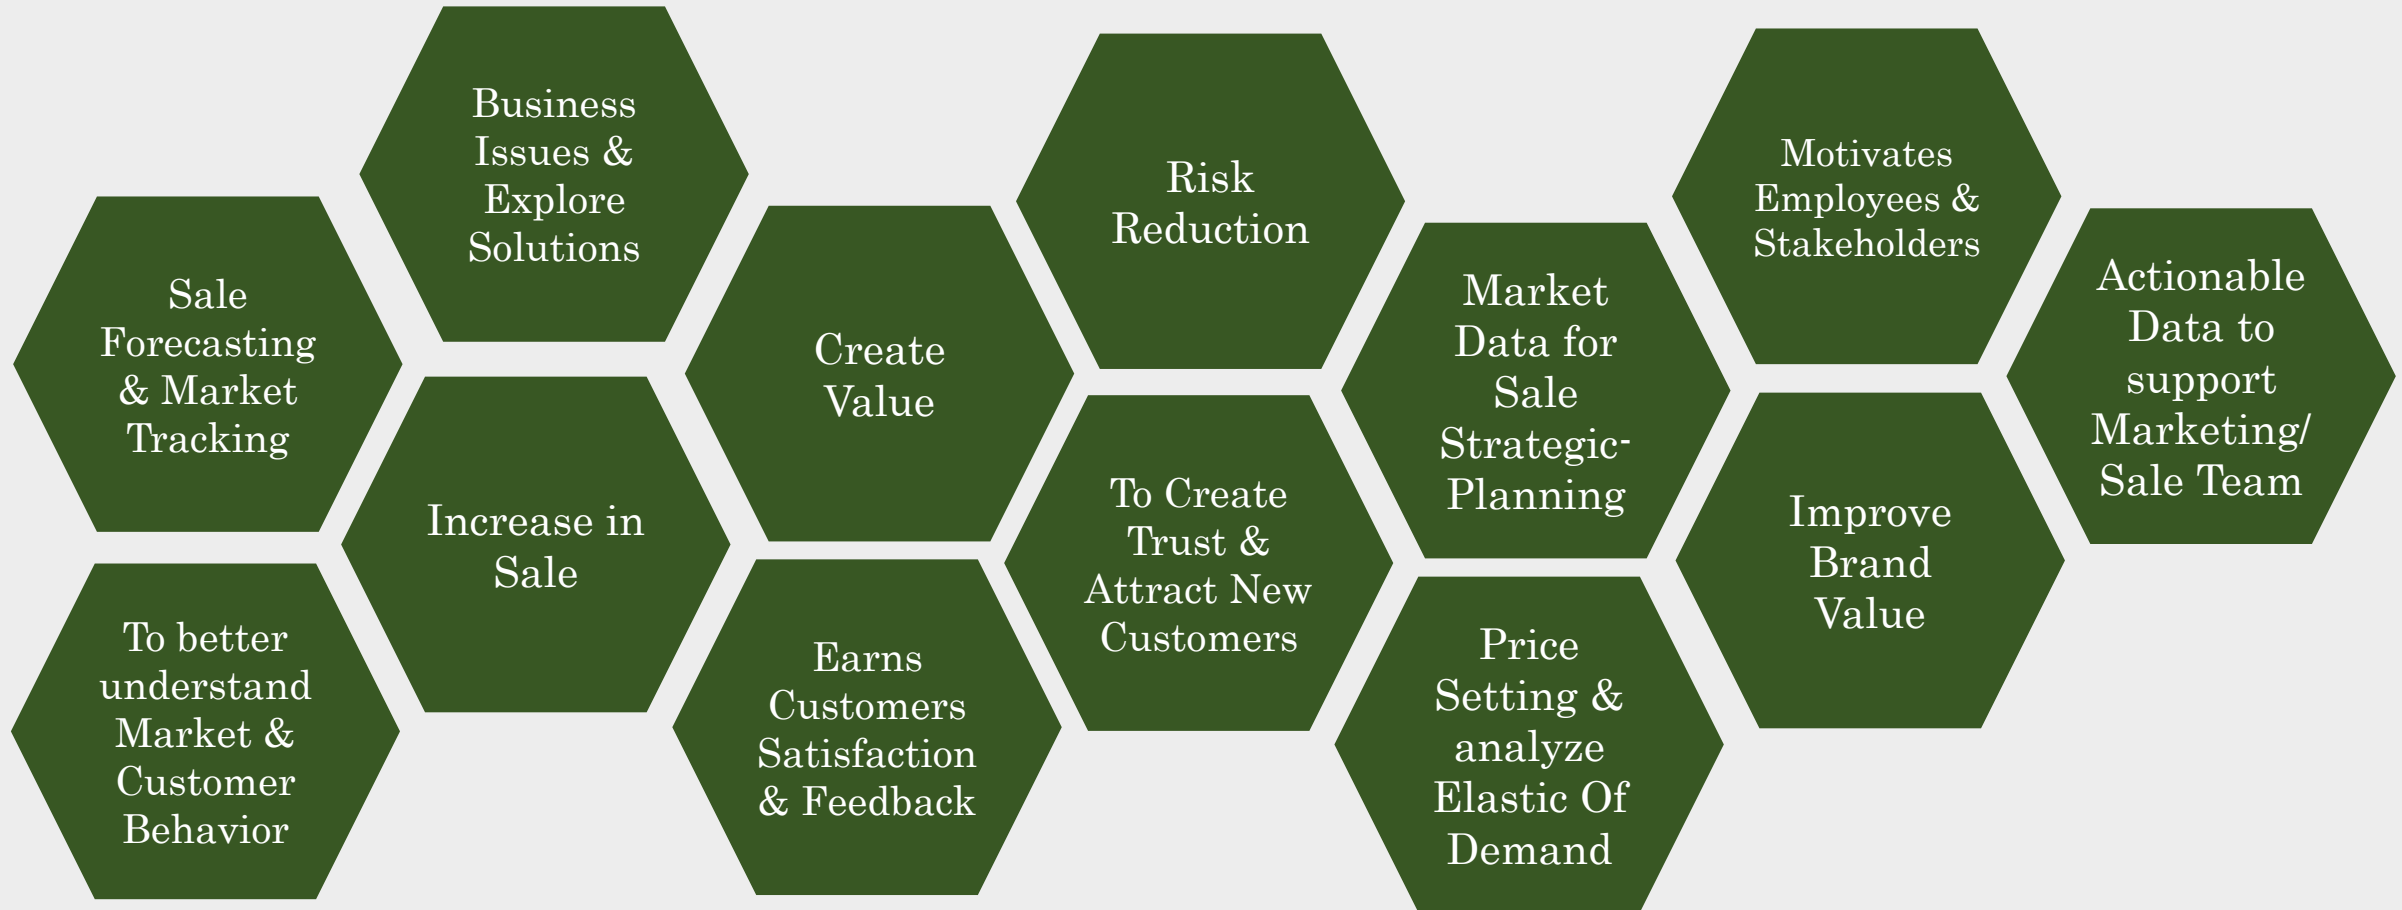 Business
Issues &
Explore
Solutions
Sale
Forecasting
& Market
Tracking
Increase in
Sale
To better
understand
Market &
Customer
Behavior
Create
Value
Earns
Customers
Satisfaction
& Feedback
Risk
Reduction
To Create
Trust &
Attract New
Customers
Market
Data for
Sale
Strategic-
Planning
Price
Setting &
analyze
Elastic Of
Demand
Motivates
Employees &
Stakeholders
Improve
Brand
Value
Actionable
Data to
support
Marketing/
Sale Team